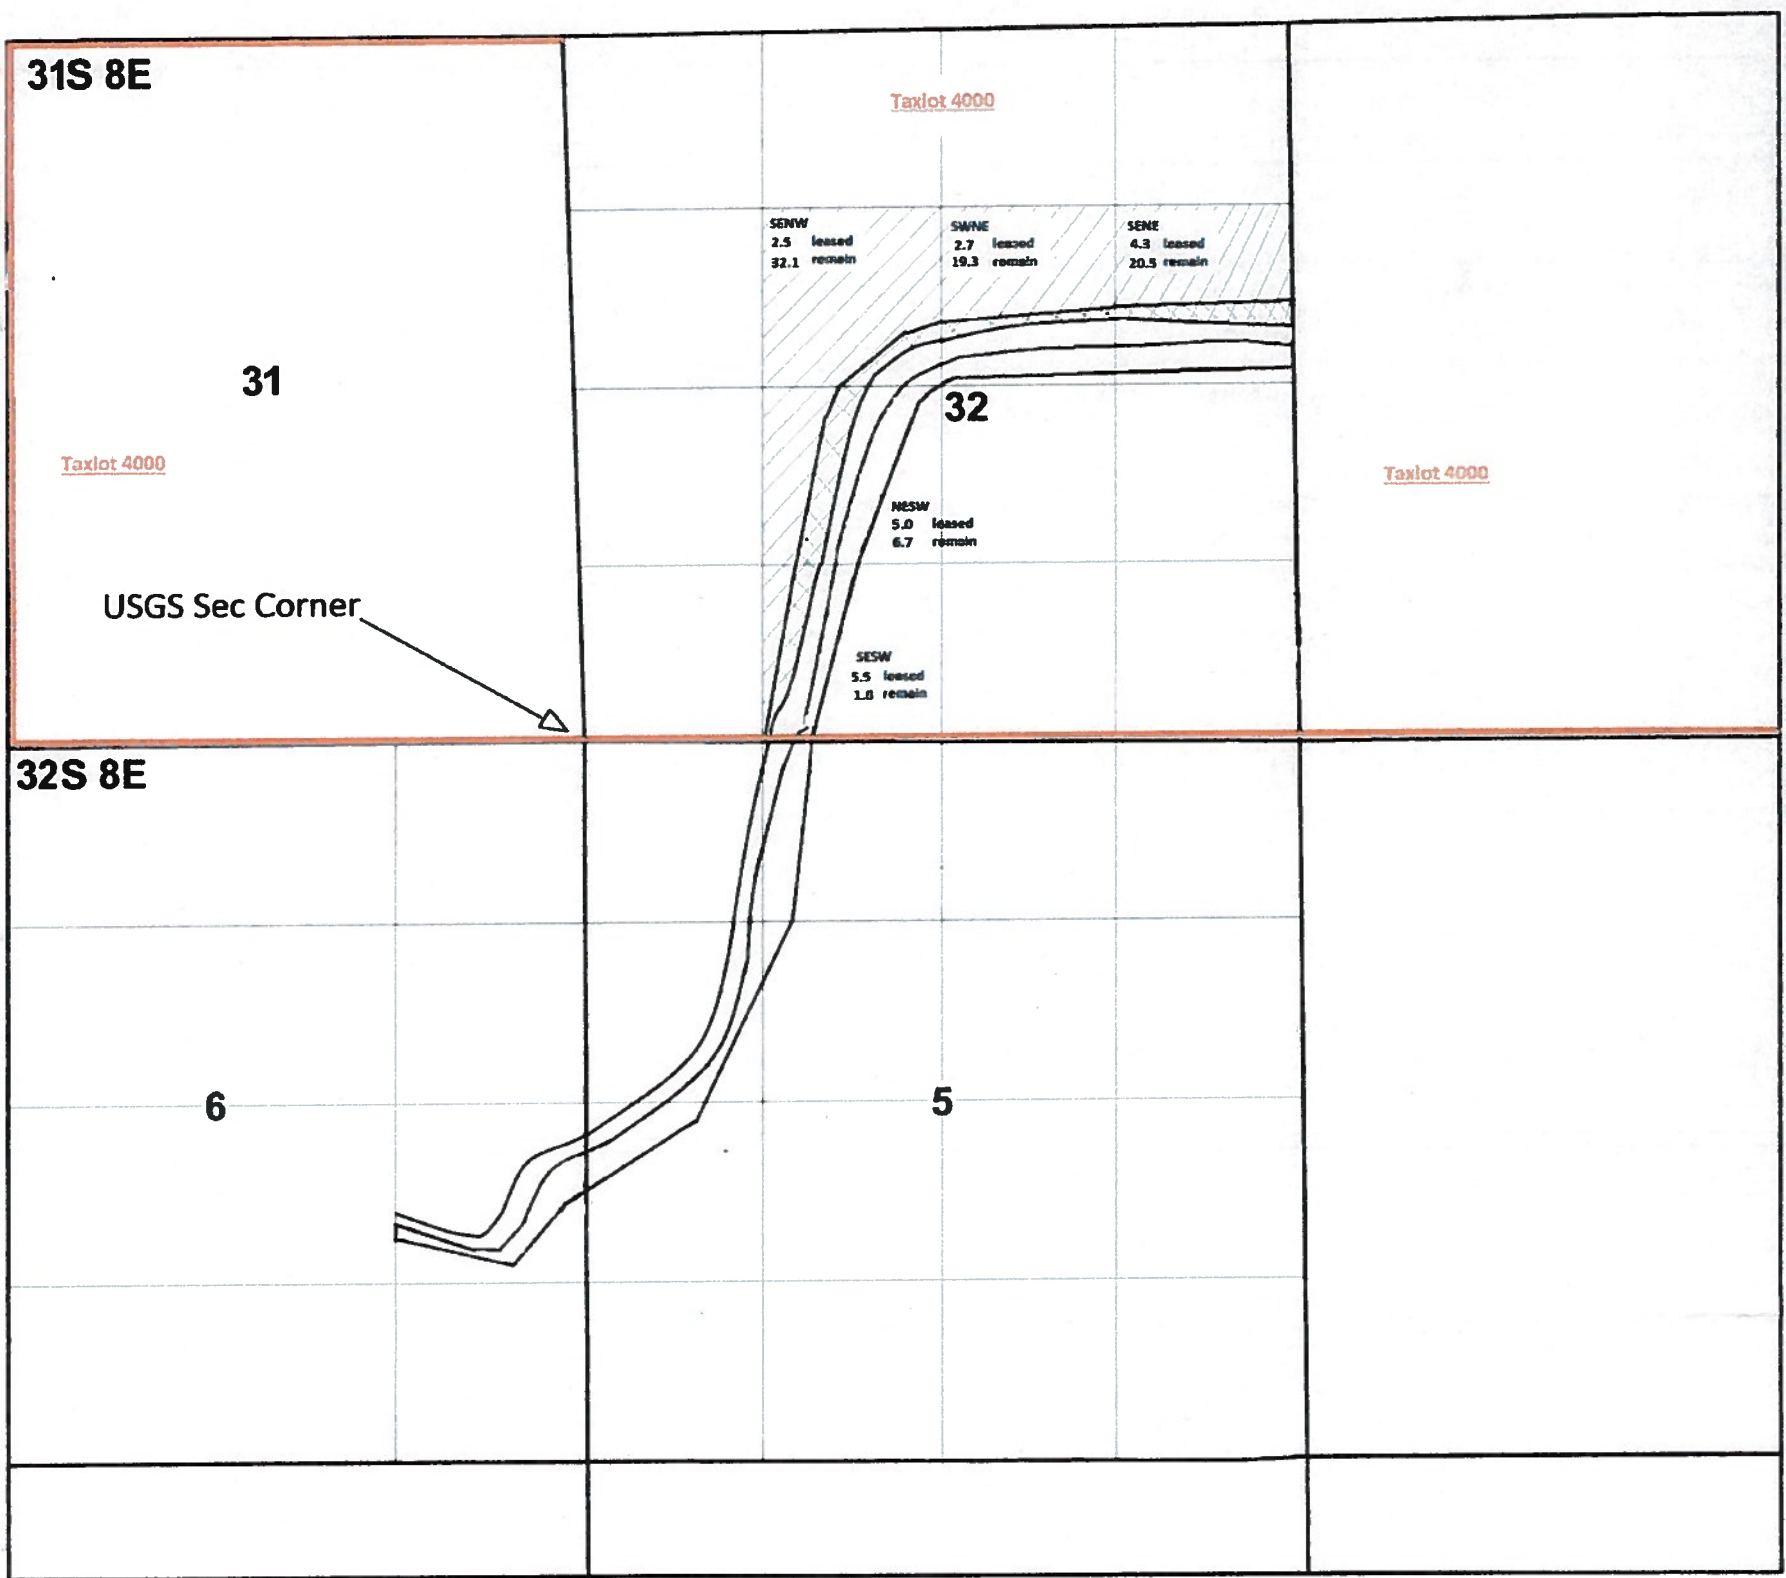 31S 8E
Taxlot 4000
SENW
2.5 leased
32.1 remain
SWNE
2.7 leased
19.3 remain
SENE
4.3 leased
20.5 remain
31
32
Taxlot 4000
Taxlot 4000
NESW
5.0 leased
6.7 remain
USGS Sec Corner
SESW
5.5 leased
remain
32S 8E
6
5